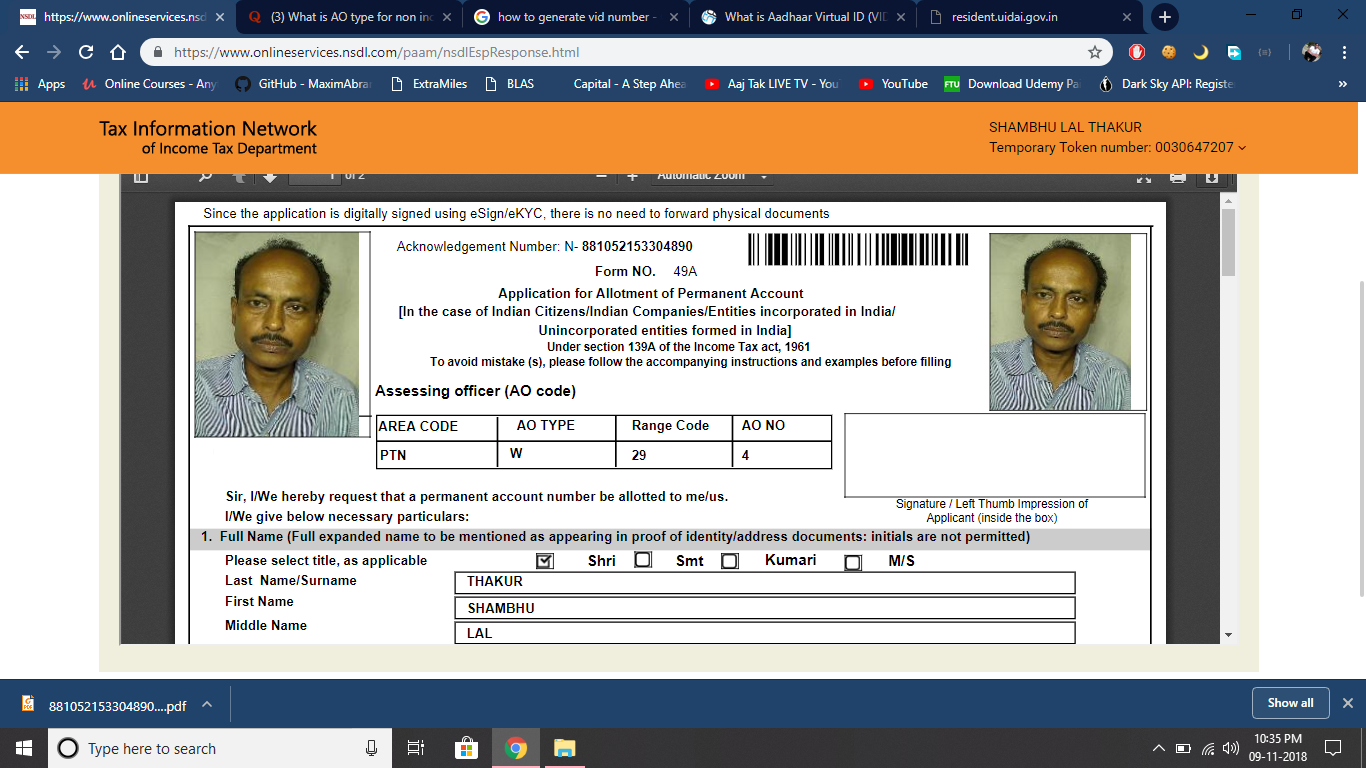 https://www.onlineservices.nsd
(3) What is AO type for non in
how to generate vid number -
What is Aadhaar Virtual ID (VI
resident.uidai.gov.in
https://www.onlineservices.nsdl.com/paam/nsdlEspResponse.html
Apps
Online Courses - Any
GitHub - MaximAbra
ExtraMiles
BLAS
Capital - A Step Ahea
Aaj Tak LIVE TV - You
YouTube
FTU
Download Udemy Pa
Dark Sky API: Registe
»
Tax Information Network
of Income Tax Department
SHAMBHU LAL THAKUR
Temporary Token number: 0030647207
1 of 2
Automatic Zoom
Since the application is digitally signed using eSign/eKYC, there is no need to forward physical documents
Acknowledgement Number: N- 881052153304890
Form NO. 49A
Application for Allotment of Permanent Account
[In the case of Indian Citizens/Indian Companies/Entities incorporated in India/
Unincorporated entities formed in India]
Under section 139A of the Income Tax act, 1961
To avoid mistake (s), please follow the accompanying instructions and examples before filling
Assessing officer (AO code)
AREA CODE AO TYPE Range Code AO NO
PTN W 29 4
Sir, I/We hereby request that a permanent account number be allotted to me/us.
Signature / Left Thumb Impression of
Applicant (inside the box)
I/We give below necessary particulars:
1. Full Name (Full expanded name to be mentioned as appearing in proof of identity/address documents: initials are not permitted)
Please select title, as applicable Shri Smt Kumari M/S
Last Name/Surname THAKUR
First Name SHAMBHU
Middle Name LAL
881052153304890....pdf
Show all
Type here to search
10:35 PM
09-11-2018